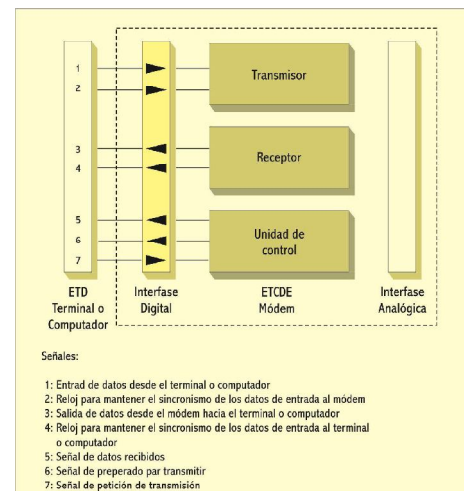 1
2
Transmisor
3
4
Receptor
5
6
7
Unidad de
control
ETD
Terminal o
Computador
Interfase
Digital
ETCDE
Módem
Interfase
Analógica
Señales:
1: Entrad de datos desde el terminal o computador
2: Reloj para mantener el sincronismo de los datos de entrada al módem
3: Salida de datos desde el módem hacia el terminal o computador
4: Reloj para mantener el sincronismo de los datos de entrada al terminal
o computador
5: Señal de datos recibidos
6: Señal de preperado par transmitir
7: Señal de petición de transmisión